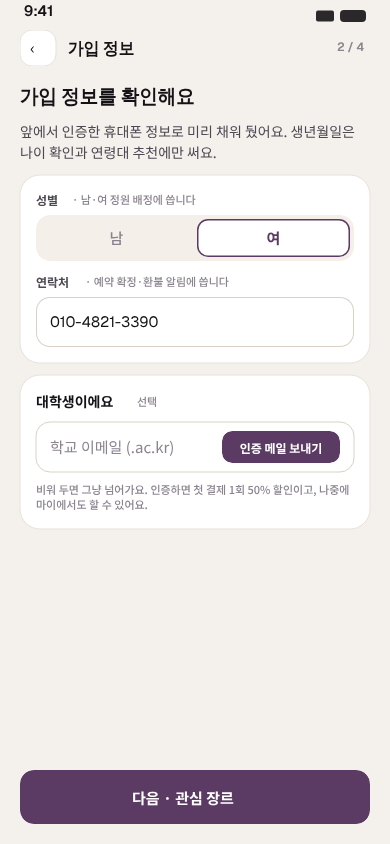 9:41
‹ 가입 정보 2 / 4
가입 정보를 확인해요
앞에서 인증한 휴대폰 정보로 미리 채워 뒀어요. 생년월일은
나이 확인과 연령대 추천에만 써요.
성별 · 남·여 정원 배정에 씁니다
남 여
연락처 · 예약 확정·환불 알림에 씁니다
010-4821-3390
대학생이에요 선택
학교 이메일 (.ac.kr) 인증 메일 보내기
비워 두면 그냥 넘어가요. 인증하면 첫 결제 1회 50% 할인이고, 나중에
마이에서도 할 수 있어요.
다음 · 관심 장르